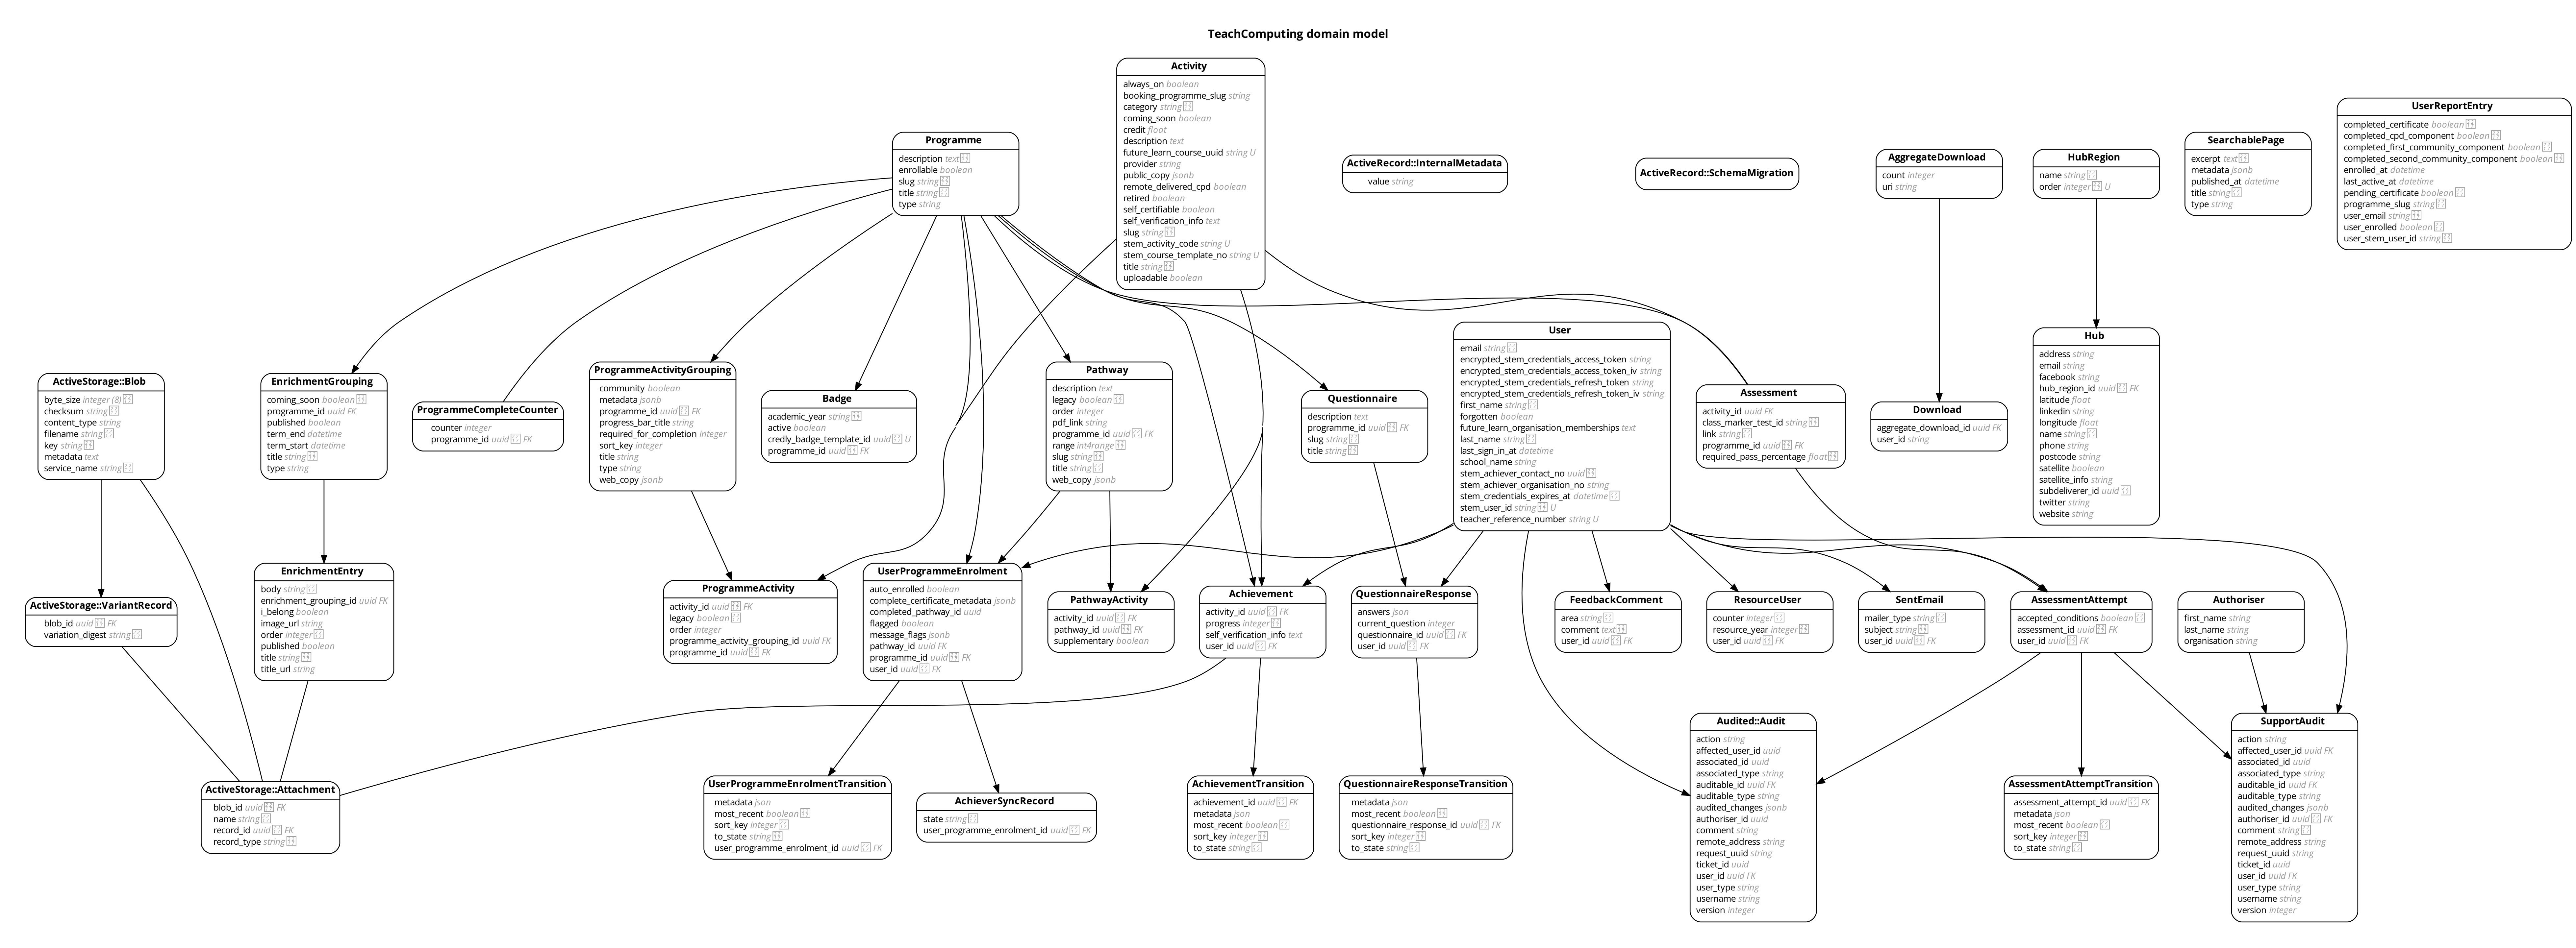 TeachComputing domain model
Activity
always_on boolean
booking_programme_slug string
category string
coming_soon boolean
credit float
description text
future_learn_course_uuid string U
provider string
public_copy jsonb
remote_delivered_cpd boolean
retired boolean
self_certifiable boolean
self_verification_info text
slug string
stem_activity_code string U
stem_course_template_no string U
title string
uploadable boolean
Programme
description text
enrollable boolean
slug string
title string
type string
ActiveRecord::InternalMetadata
value string
ActiveRecord::SchemaMigration
AggregateDownload
count integer
uri string
HubRegion
name string
order integer U
SearchablePage
excerpt text
metadata jsonb
published_at datetime
title string
type string
UserReportEntry
completed_certificate boolean
completed_cpd_component boolean
completed_first_community_component boolean
completed_second_community_component boolean
enrolled_at datetime
last_active_at datetime
pending_certificate boolean
programme_slug string
user_email string
user_enrolled boolean
user_stem_user_id string
ActiveStorage::Blob
byte_size integer (8)
checksum string
content_type string
filename string
key string
metadata text
service_name string
EnrichmentGrouping
coming_soon boolean
programme_id uuid FK
published boolean
term_end datetime
term_start datetime
title string
type string
ProgrammeCompleteCounter
counter integer
programme_id uuid FK
ProgrammeActivityGrouping
community boolean
metadata jsonb
programme_id uuid FK
progress_bar_title string
required_for_completion integer
sort_key integer
title string
type string
web_copy jsonb
Badge
academic_year string
active boolean
credly_badge_template_id uuid U
programme_id uuid FK
Pathway
description text
legacy boolean
order integer
pdf_link string
programme_id uuid FK
range int4range
slug string
title string
web_copy jsonb
Questionnaire
description text
programme_id uuid FK
slug string
title string
User
email string
encrypted_stem_credentials_access_token string
encrypted_stem_credentials_access_token_iv string
encrypted_stem_credentials_refresh_token string
encrypted_stem_credentials_refresh_token_iv string
first_name string
forgotten boolean
future_learn_organisation_memberships text
last_name string
last_sign_in_at datetime
school_name string
stem_achiever_contact_no uuid
stem_achiever_organisation_no string
stem_credentials_expires_at datetime
stem_user_id string U
teacher_reference_number string U
Assessment
activity_id uuid FK
class_marker_test_id string
link string
programme_id uuid FK
required_pass_percentage float
Download
aggregate_download_id uuid FK
user_id string
Hub
address string
email string
facebook string
hub_region_id uuid FK
latitude float
linkedin string
longitude float
name string
phone string
postcode string
satellite boolean
satellite_info string
subdeliverer_id uuid
twitter string
website string
ActiveStorage::VariantRecord
blob_id uuid FK
variation_digest string
EnrichmentEntry
body string
enrichment_grouping_id uuid FK
i_belong boolean
image_url string
order integer
published boolean
title string
title_url string
ProgrammeActivity
activity_id uuid FK
legacy boolean
order integer
programme_activity_grouping_id uuid FK
programme_id uuid FK
UserProgrammeEnrolment
auto_enrolled boolean
complete_certificate_metadata jsonb
completed_pathway_id uuid
flagged boolean
message_flags jsonb
pathway_id uuid FK
programme_id uuid FK
user_id uuid FK
PathwayActivity
activity_id uuid FK
pathway_id uuid FK
supplementary boolean
Achievement
activity_id uuid FK
progress integer
self_verification_info text
user_id uuid FK
QuestionnaireResponse
answers json
current_question integer
questionnaire_id uuid FK
user_id uuid FK
FeedbackComment
area string
comment text
user_id uuid FK
ResourceUser
counter integer
resource_year integer
user_id uuid FK
SentEmail
mailer_type string
subject string
user_id uuid FK
AssessmentAttempt
accepted_conditions boolean
assessment_id uuid FK
user_id uuid FK
Authoriser
first_name string
last_name string
organisation string
ActiveStorage::Attachment
blob_id uuid FK
name string
record_id uuid FK
record_type string
UserProgrammeEnrolmentTransition
metadata json
most_recent boolean
sort_key integer
to_state string
user_programme_enrolment_id uuid FK
AchieverSyncRecord
state string
user_programme_enrolment_id uuid FK
AchievementTransition
achievement_id uuid FK
metadata json
most_recent boolean
sort_key integer
to_state string
QuestionnaireResponseTransition
metadata json
most_recent boolean
questionnaire_response_id uuid FK
sort_key integer
to_state string
Audited::Audit
action string
affected_user_id uuid
associated_id uuid
associated_type string
auditable_id uuid FK
auditable_type string
audited_changes jsonb
authoriser_id uuid
comment string
remote_address string
request_uuid string
ticket_id uuid
user_id uuid FK
user_type string
username string
version integer
AssessmentAttemptTransition
assessment_attempt_id uuid FK
metadata json
most_recent boolean
sort_key integer
to_state string
SupportAudit
action string
affected_user_id uuid FK
associated_id uuid
associated_type string
auditable_id uuid FK
auditable_type string
audited_changes jsonb
authoriser_id uuid FK
comment string
remote_address string
request_uuid string
ticket_id uuid
user_id uuid FK
user_type string
username string
version integer